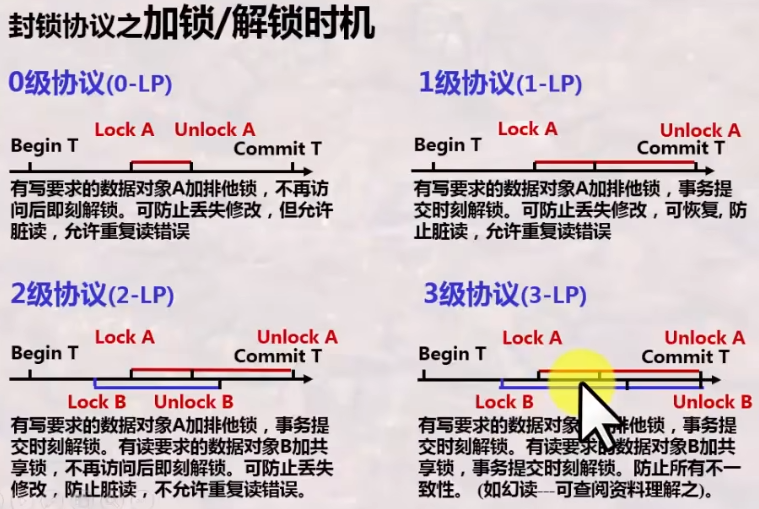 封锁协议之加锁/解锁时机
0级协议(0-LP)
Lock A Unlock A
Begin T Commit T
有写要求的数据对象A加排他锁，不再访
问后即刻解锁。可防止丢失修改，但允许
脏读，允许重复读错误
1级协议(1-LP)
Lock A Unlock A
Begin T Commit T
有写要求的数据对象A加排他锁，事务提
交时刻解锁。可防止丢失修改，可恢复, 防
止脏读，允许重复读错误
2级协议(2-LP)
Lock A Unlock A
Begin T Commit T
Lock B Unlock B
有写要求的数据对象A加排他锁，事务提
交时刻解锁。有读要求的数据对象B加共
享锁，不再访问后即刻解锁。可防止丢失
修改，防止脏读，不允许重复读错误。
3级协议(3-LP)
Lock A Unlock A
Begin T Commit T
Lock B Unlock B
有写要求的数据对象 排他锁，事务提
交时刻解锁。有读要 的数据对象B加共
享锁，事务提交时刻解锁。防止所有不一
致性。 (如幻读---可查阅资料理解之)。